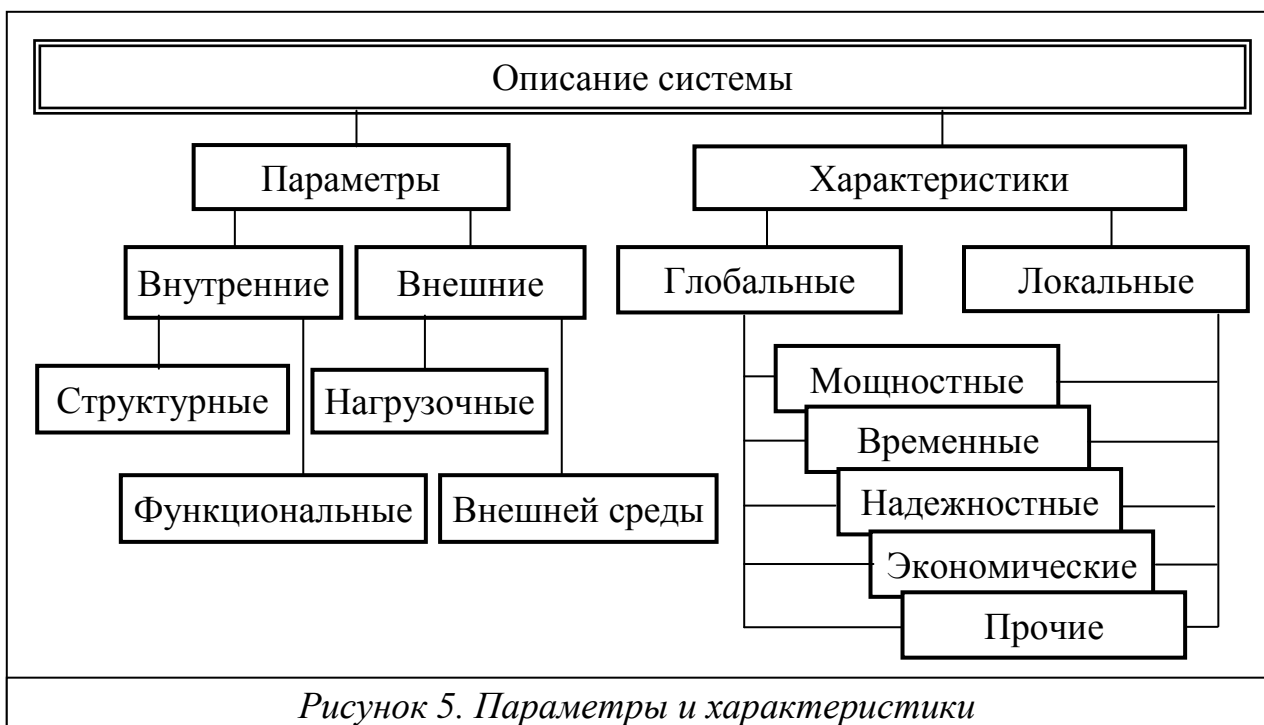 Описание системы
Параметры
Характеристики
Внутренние
Внешние
Глобальные
Локальные
Структурные
Нагрузочные
Мощностные
Временные
Функциональные
Внешней среды
Надежностные
Экономические
Прочие
Рисунок 5. Параметры и характеристики